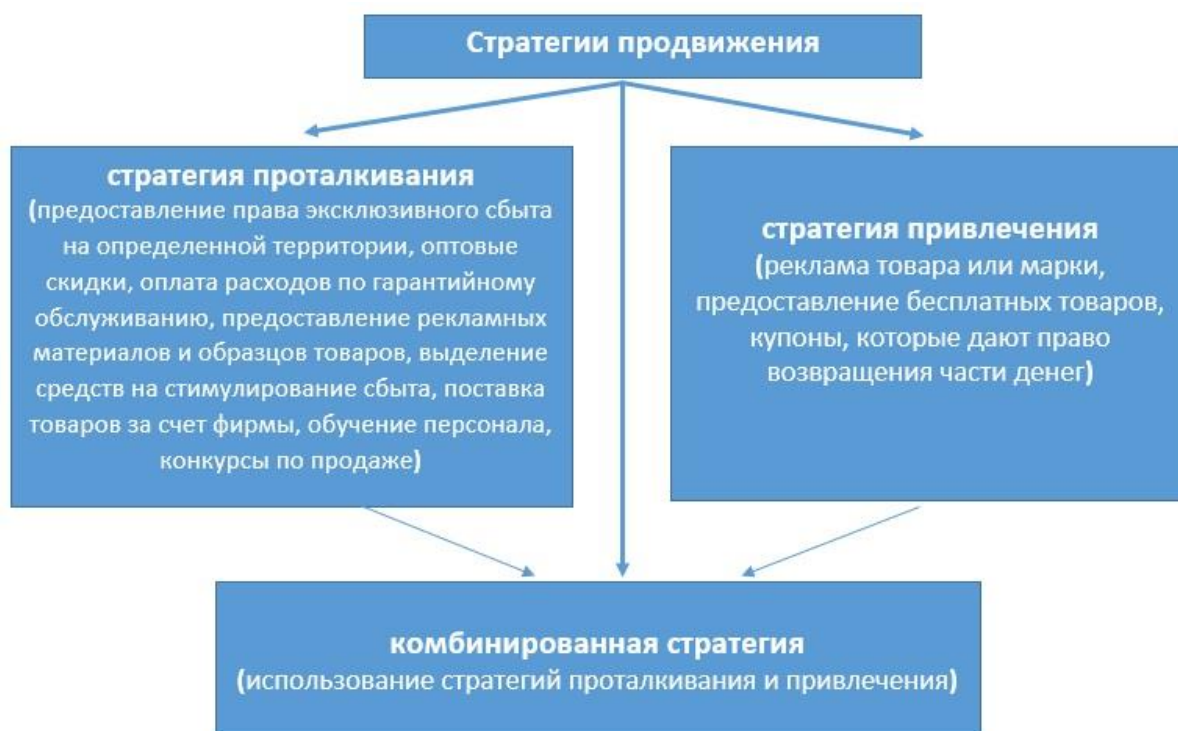 Стратегии продвижения
стратегия проталкивания
(предоставление права эксклюзивного сбыта
на определенной территории, оптовые
скидки, оплата расходов по гарантийному
обслуживанию, предоставление рекламных
материалов и образцов товаров, выделение
средств на стимулирование сбыта, поставка
товаров за счет фирмы, обучение персонала,
конкурсы по продаже)
стратегия привлечения
(реклама товара или марки,
предоставление бесплатных товаров,
купоны, которые дают право
возвращения части денег)
комбинированная стратегия
(использование стратегий проталкивания и привлечения)